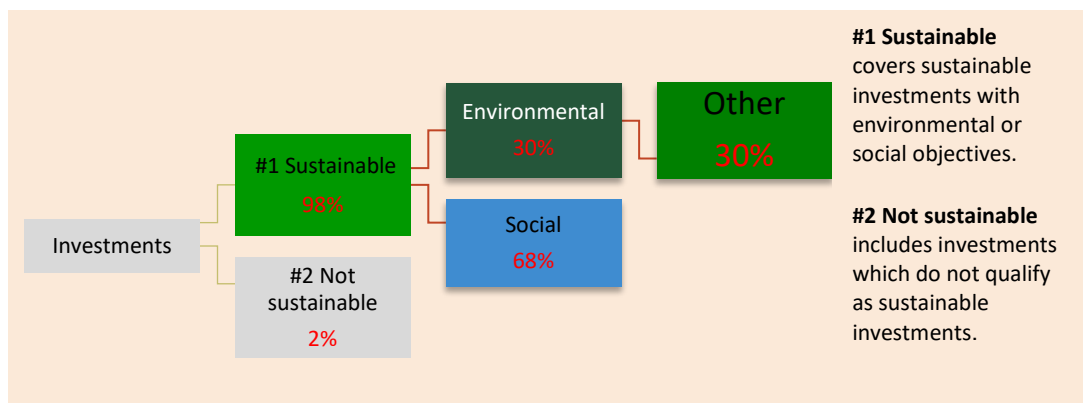 Investments
#1 Sustainable
98%
#2 Not
sustainable
2%
Environmental
30%
Social
68%
Other
30%
#1 Sustainable
covers sustainable
investments with
environmental or
social objectives.
#2 Not sustainable
includes investments
which do not qualify
as sustainable
investments.